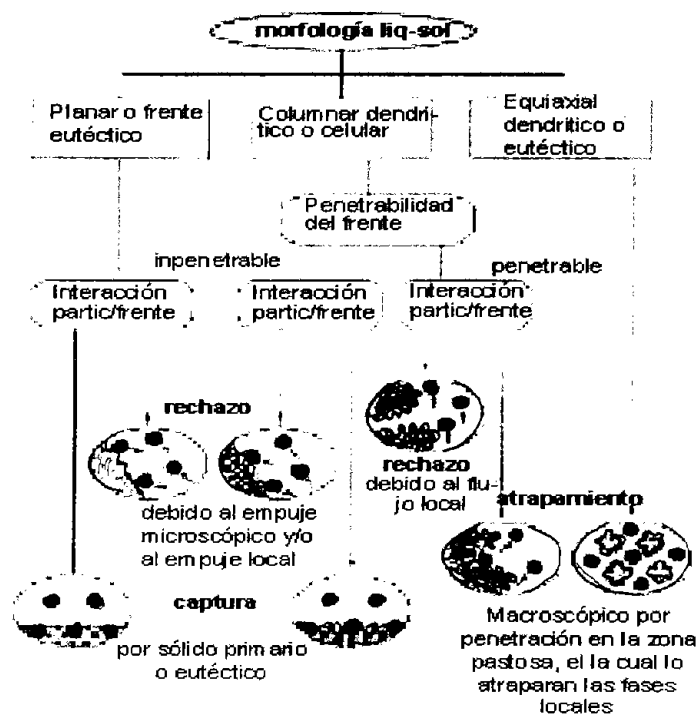 morfología liq-sol
Planar o frente
eutéctico
Columnar dendrí-
tico o celular
Equiaxial
dendrítico o
eutéctico
Penetrabilidad
del frente
inpenetrable
penetrable
Interacción
partic/frente
Interacción
partic/frente
Interacción
partic/frente
rechazo
debido al empuje
microscópico y/o
al empuje local
rechazo
debido al flu-
jo local
atrapamiento
captura
por sólido primario
o eutéctico
Macroscópico por
penetración en la zona
pastosa, el la cual lo
atraparan las fases
locales